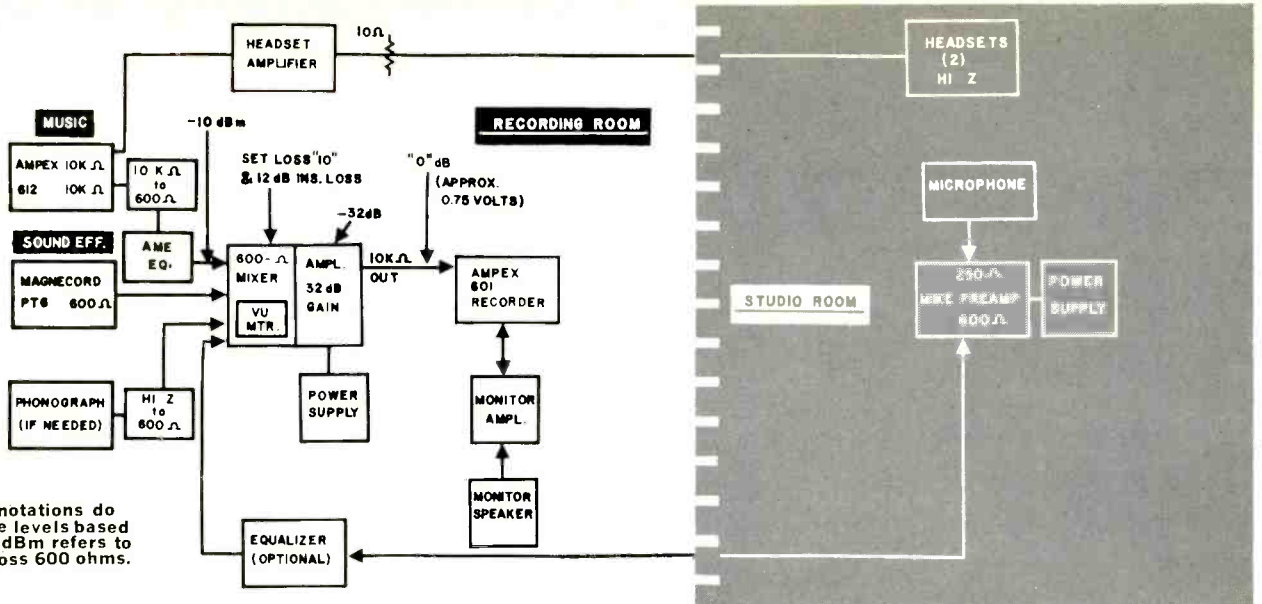 HEADSET
AMPLIFIER
10Ω
HEADSETS
(2)
HI Z
MUSIC
-10 dBm
RECORDING ROOM
AMPEX 10K Ω
612 10K Ω
10 K Ω
to
600 Ω
SET LOSS "10"
& 12 dB INS. LOSS
"0" dB
(APPROX.
0.75 VOLTS)
-32dB
MICROPHONE
SOUND EFF.
AME
EQ.
MAGNECORD
PT6 600 Ω
600-Ω
MIXER
VU
MTR.
AMPL.
32 dB
GAIN
10KΩ
OUT
AMPEX
601
RECORDER
STUDIO ROOM
250 Ω
MIKE PREAMP
600 Ω
POWER
SUPPLY
PHONOGRAPH
(IF NEEDED)
HI Z
to
600 Ω
POWER
SUPPLY
MONITOR
AMPL.
MONITOR
SPEAKER
notations do
e levels based
dBm refers to
oss 600 ohms.
EQUALIZER
(OPTIONAL)